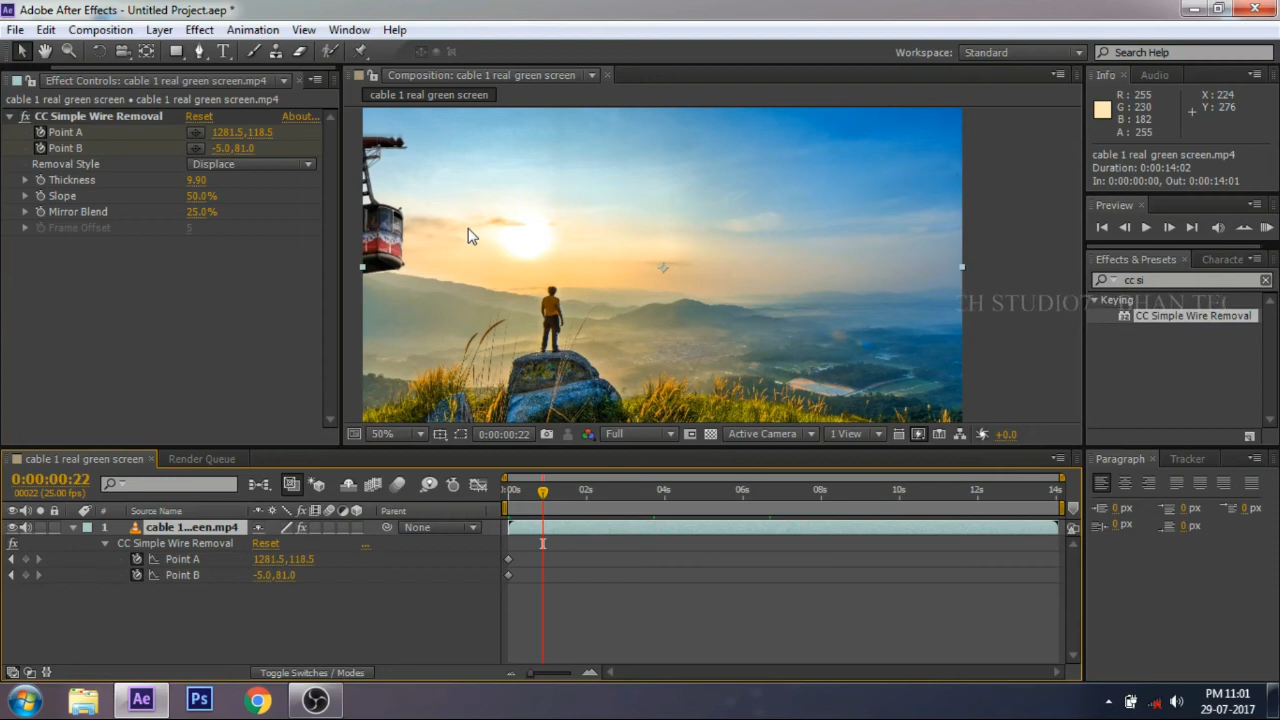 Adobe After Effects - Untitled Project.aep *
File Edit Composition Layer Effect Animation View Window Help
Workspace: Standard
Search Help
Effect Controls: cable 1 real green screen.mp4
cable 1 real green screen • cable 1 real green screen.mp4
fx CC Simple Wire Removal Reset About...
Point A 1281.5,118.5
Point B -5.0,81.0
Removal Style Displace
Thickness 9.90
Slope 50.0%
Mirror Blend 25.0%
Frame Offset 5
Composition: cable 1 real green screen
cable 1 real green screen
50% 0:00:00:22 Full Active Camera 1 View +0.0
Info Audio
R: 255 X: 224
G: 230 Y: 276
B: 182
A: 255
cable 1 real green screen.mp4
Duration: 0:00:14:02
In: 0:00:00:00, Out: 0:00:14:01
Preview
Effects & Presets Characte
cc si
Keying
CC Simple Wire Removal
cable 1 real green screen Render Queue
0:00:00:22
00022 (25.00 fps)
:00s 02s 04s 06s 08s 10s 12s 14s
# Source Name Parent
1 cable 1...een.mp4 None
CC Simple Wire Removal Reset ...
Point A 1281.5,118.5
Point B -5.0,81.0
Toggle Switches / Modes
Paragraph Tracker
0 px 0 px 0 px
0 px 0 px
Ae Ps
PM 11:01
29-07-2017